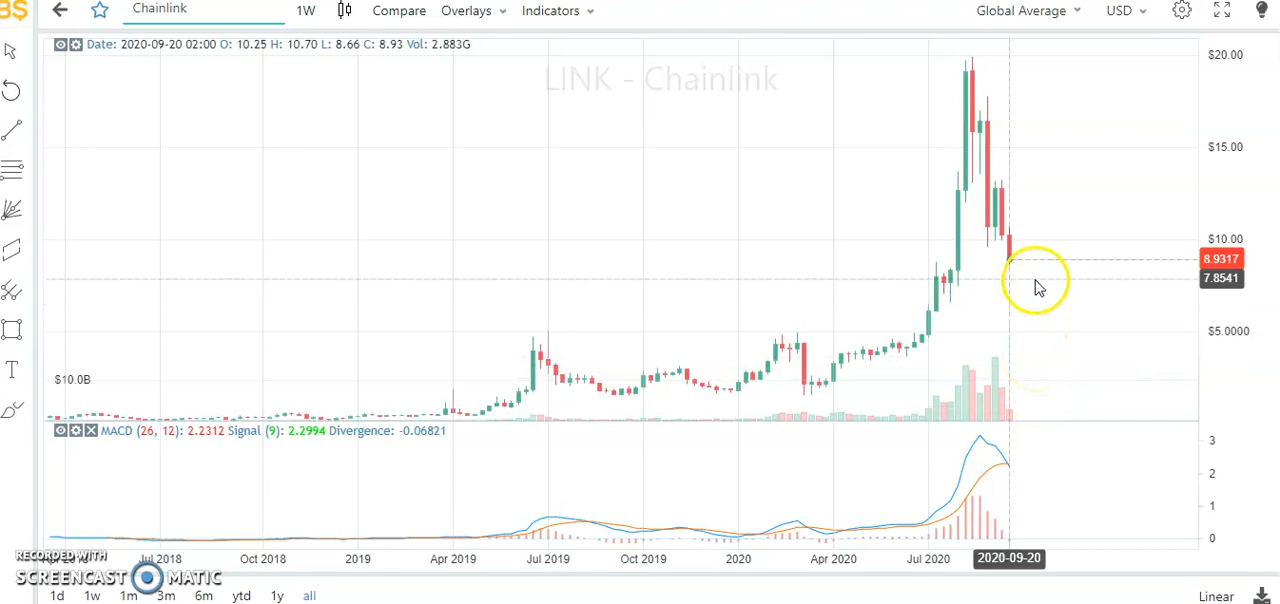 B$
Chainlink 1W Compare Overlays Indicators Global Average USD
Date: 2020-09-20 02:00 O: 10.25 H: 10.70 L: 8.66 C: 8.93 Vol: 2.883G
LINK - Chainlink
$20.00
$15.00
$10.00
8.9317
7.8541
$5.0000
$10.0B
MACD (26, 12): 2.2312 Signal (9): 2.2994 Divergence: -0.06821
3
2
1
0
T
Jul 2018 Oct 2018 2019 Apr 2019 Jul 2019 Oct 2019 2020 Apr 2020 Jul 2020 2020-09-20
RECORDED WITH
SCREENCAST MATIC
1d 1w 1m 3m 6m ytd 1y all Linear